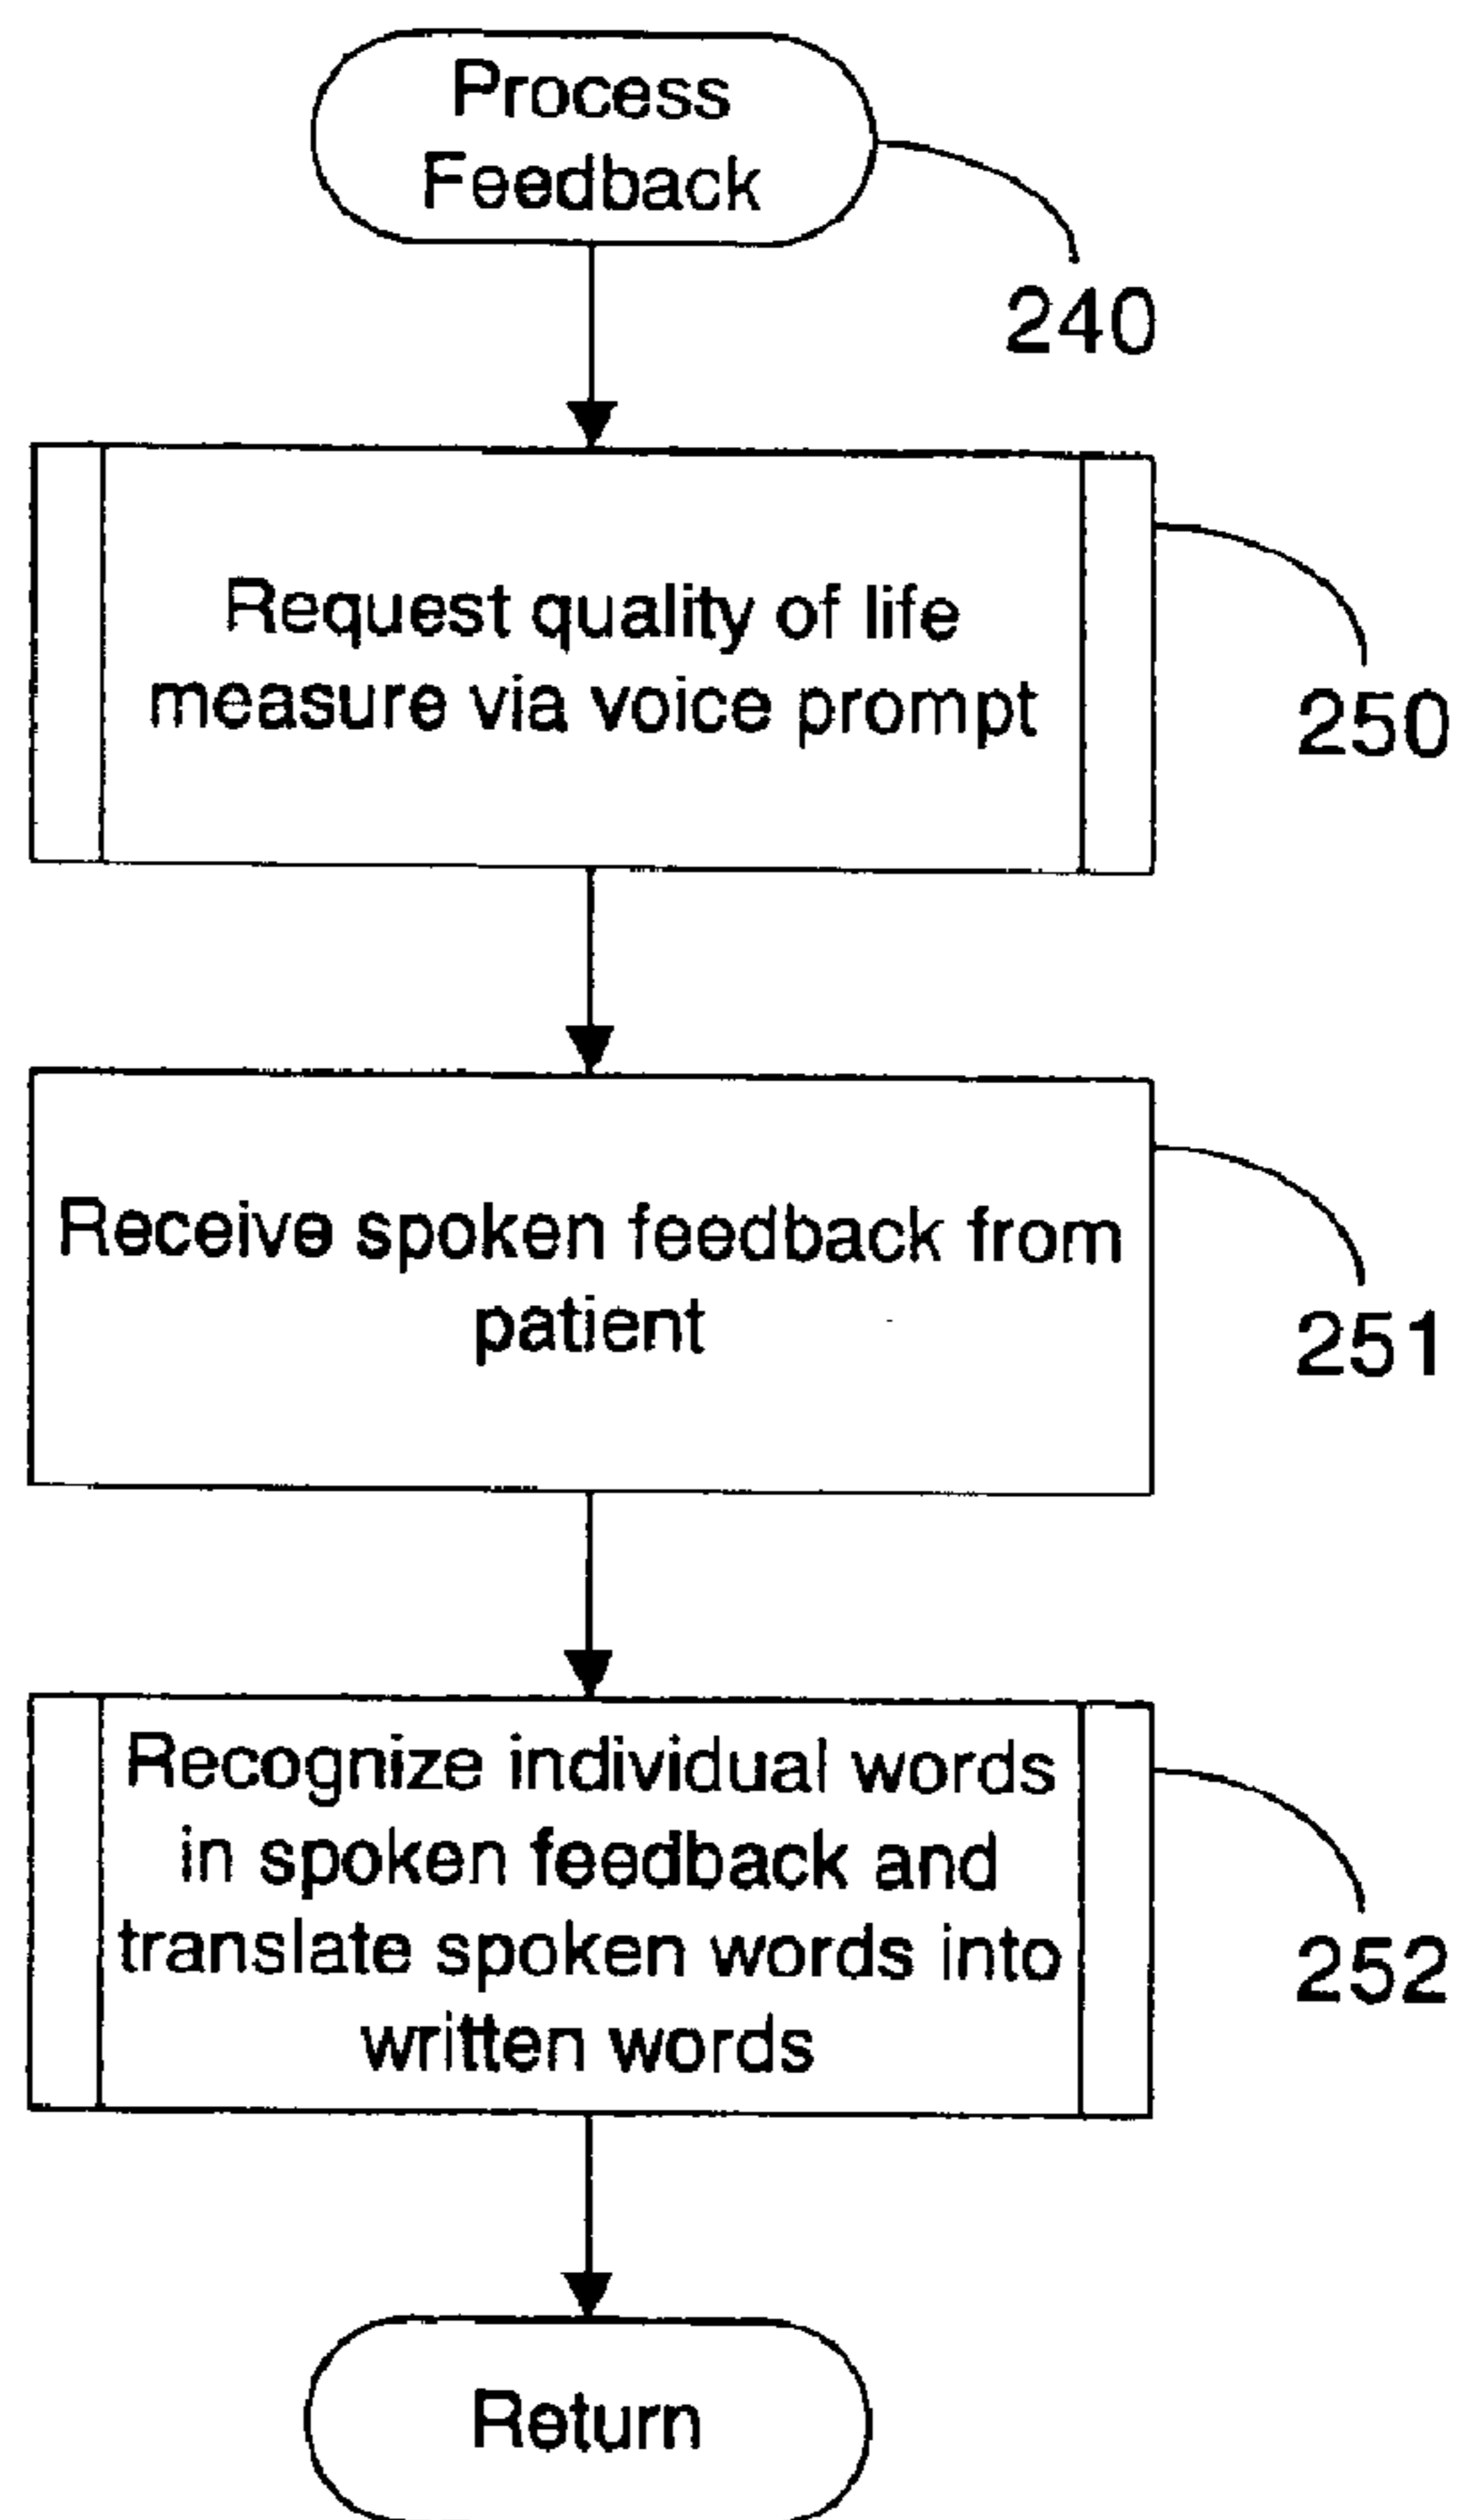 Process
Feedback
240
Request quality of life
measure via voice prompt
250
Receive spoken feedback from
patient
251
Recognize individual words
in spoken feedback and
translate spoken words into
written words
252
Return